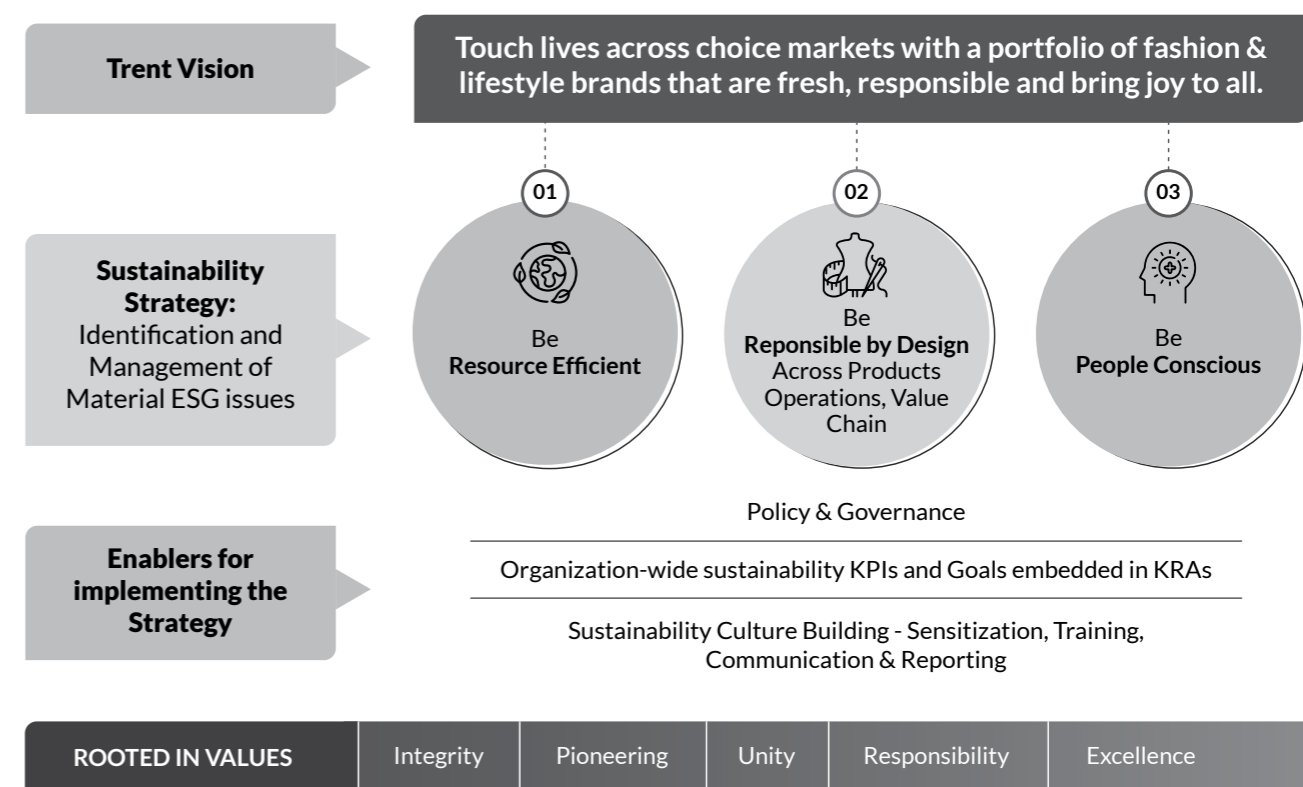 Trent Vision
Touch lives across choice markets with a portfolio of fashion &
lifestyle brands that are fresh, responsible and bring joy to all.
Sustainability
Strategy:
Identification and
Management of
Material ESG issues
01
Be
Resource Efficient
02
Be
Reponsible by Design
Across Products
Operations, Value
Chain
03
Be
People Conscious
Enablers for
implementing the
Strategy
Policy & Governance
Organization-wide sustainability KPIs and Goals embedded in KRAs
Sustainability Culture Building - Sensitization, Training,
Communication & Reporting
ROOTED IN VALUES
Integrity
Pioneering
Unity
Responsibility
Excellence